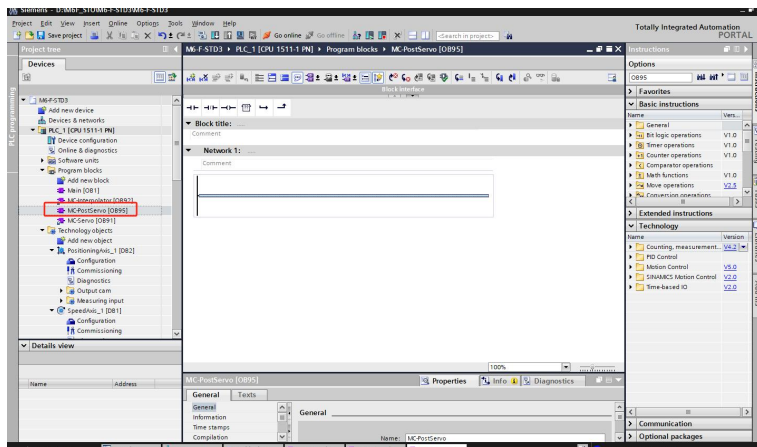 Siemens - D:\M6F_STO\M6-F-STD3\M6-F-STD3
Project Edit View Insert Online Options Tools Window Help
Totally Integrated Automation
PORTAL
Save project
Go online
Go offline
<Search in project>
Project tree
M6-F-STD3 ▸ PLC_1 [CPU 1511-1 PN] ▸ Program blocks ▸ MC-PostServo [OB95]
Instructions
Devices
PLC programming
M6-F-STD3
Add new device
Devices & networks
PLC_1 [CPU 1511-1 PN]
Device configuration
Online & diagnostics
Software units
Program blocks
Add new block
Main [OB1]
MC-Interpolator [OB92]
MC-PostServo [OB95]
MC-Servo [OB91]
Technology objects
Add new object
PositioningAxis_1 [DB2]
Configuration
Commissioning
Diagnostics
Output cam
Measuring input
SpeedAxis_1 [DB1]
Configuration
Commissioning
Details view
Name Address
Block interface
Block title: ....
Comment
Network 1: ....
Comment
100%
MC-PostServo [OB95]
Properties Info Diagnostics
General Texts
General
Information
Time stamps
Compilation
General
Name: MC-PostServo
Options
OB95
Favorites
Basic instructions
Name Vers...
General
Bit logic operations V1.0
Timer operations V1.0
Counter operations V1.0
Comparator operations
Math functions V1.0
Move operations V2.5
Conversion operations
Extended instructions
Technology
Name Version
Counting, measurement... V4.2
PID Control
Motion Control V5.0
SINAMICS Motion Control V2.0
Time-based IO V2.0
Communication
Optional packages